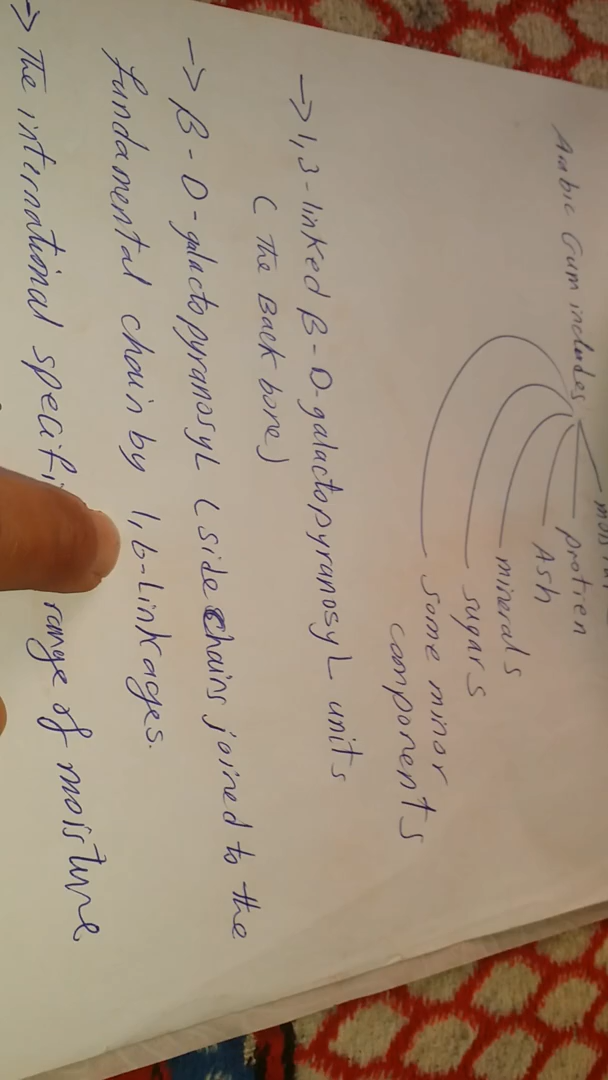 Arabic Gum includes
protien
Ash
minerals
sugars
some minor
components
-> 1,3-linked β-D-galactopyranosyL units
(The Back bone)
-> β-D-galactopyranosyL (side Chains joined to the
fundamental chain by 1,6-Linkages.
-> The international range of moisture